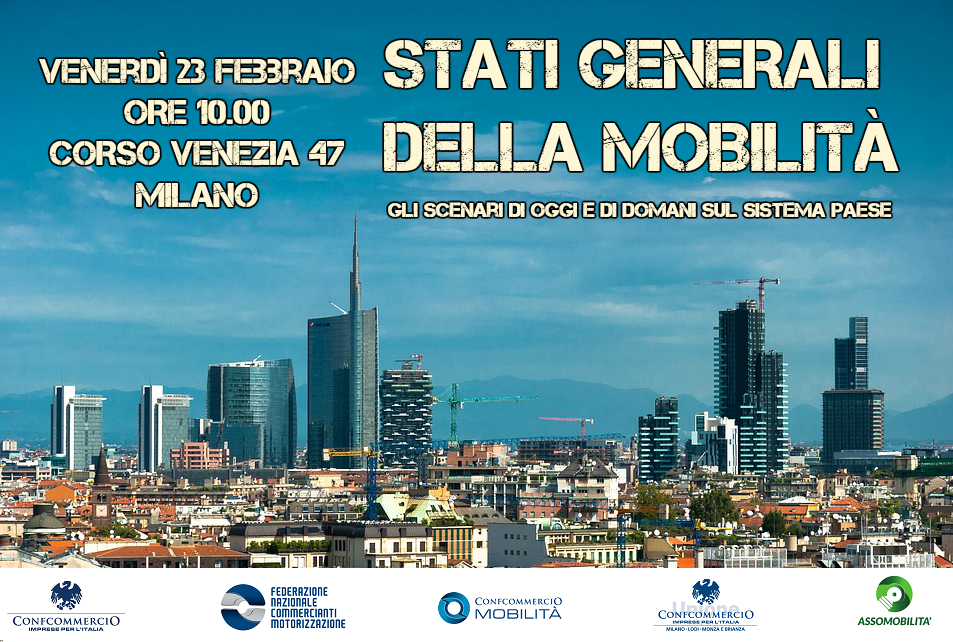 VENERDÌ 23 FEBBRAIO
ORE 10.00
CORSO VENEZIA 47
MILANO
STATI GENERALI
DELLA MOBILITÀ
GLI SCENARI DI OGGI E DI DOMANI SUL SISTEMA PAESE
CONFCOMMERCIO
IMPRESE PER L'ITALIA
FEDERAZIONE
NAZIONALE
COMMERCIANTI
MOTORIZZAZIONE
CONFCOMMERCIO
MOBILITÀ
Unione
CONFCOMMERCIO
IMPRESE PER L'ITALIA
MILANO · LODI · MONZA E BRIANZA
ASSOMOBILITA'